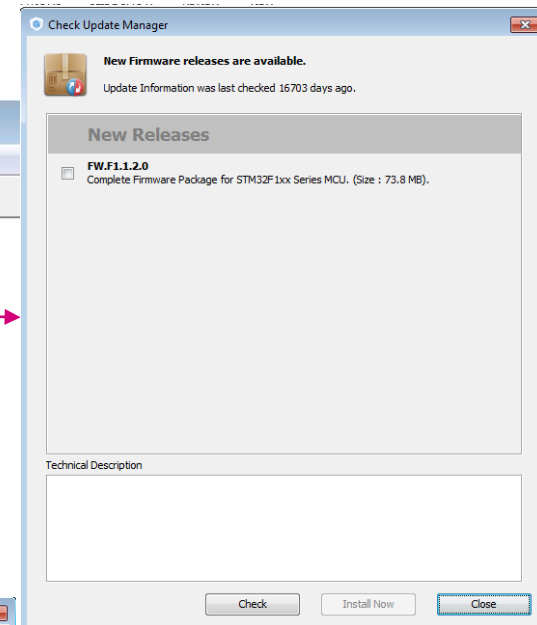 Check Update Manager
New Firmware releases are available.
Update Information was last checked 16703 days ago.
New Releases
FW.F1.1.2.0
Complete Firmware Package for STM32F1xx Series MCU. (Size : 73.8 MB).
Technical Description
Check
Install Now
Close